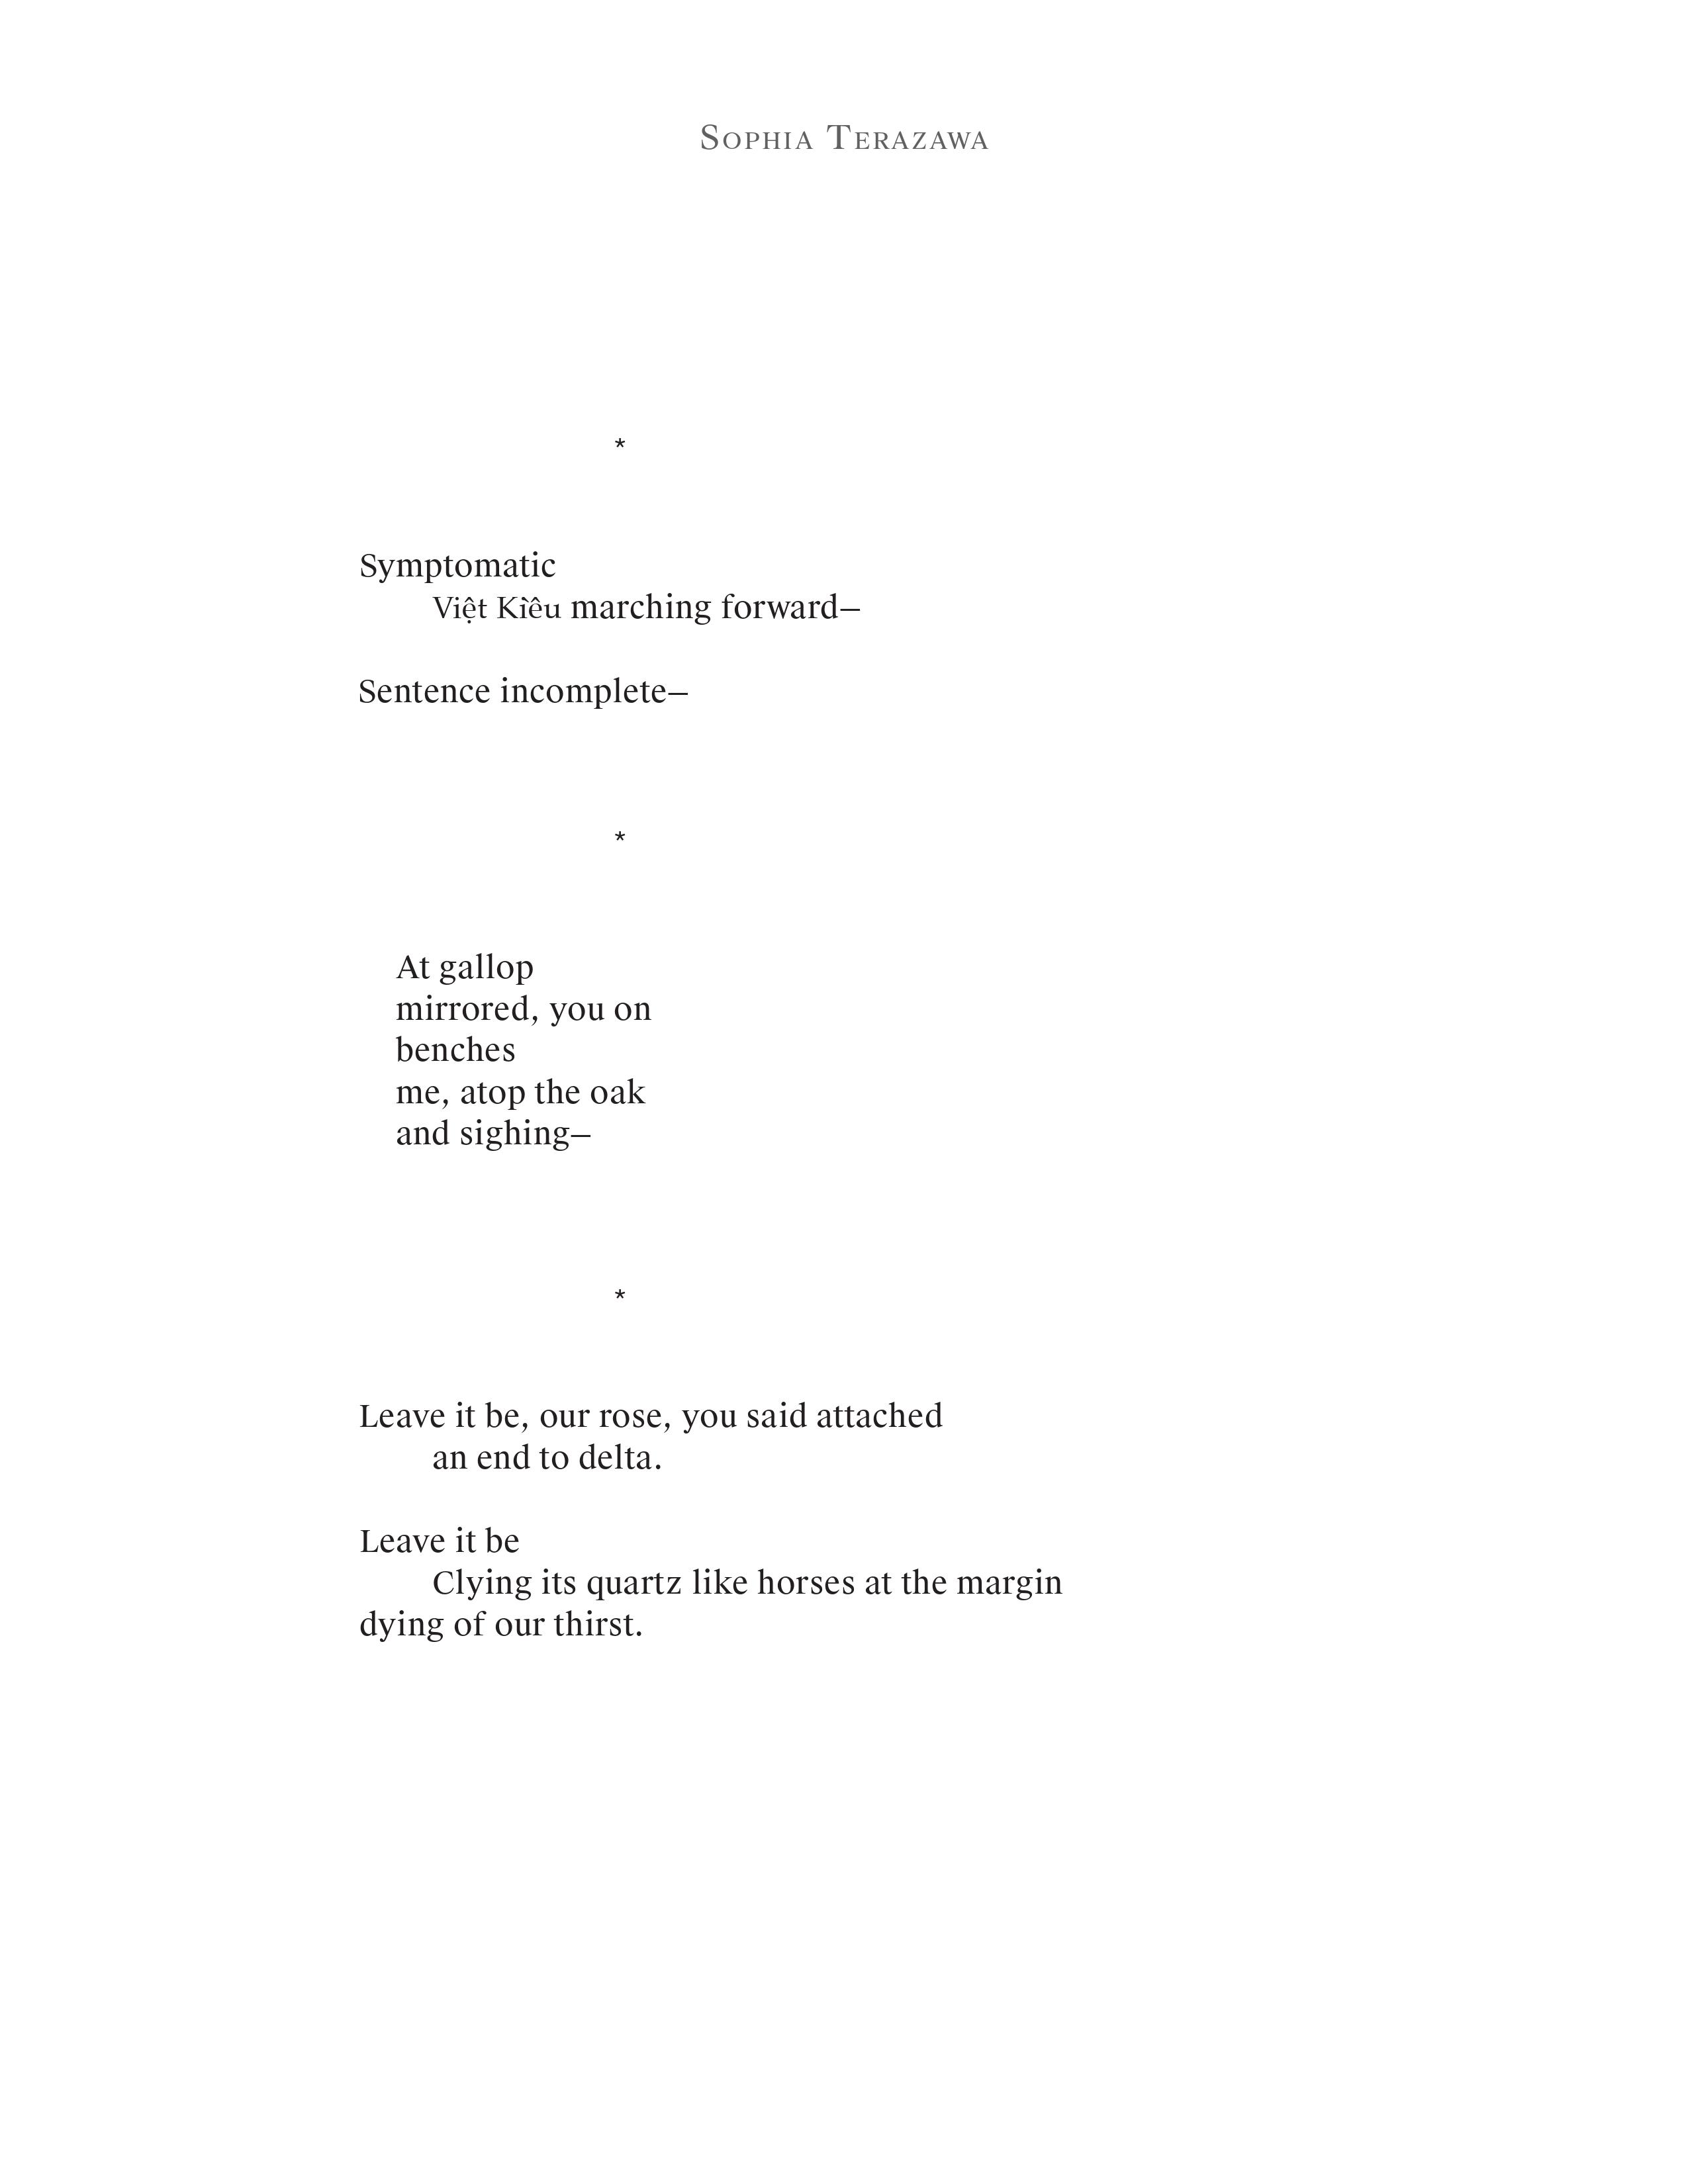 Sophia Terazawa
*
Symptomatic
Việt Kiều marching forward–
Sentence incomplete–
*
At gallop
mirrored, you on
benches
me, atop the oak
and sighing–
*
Leave it be, our rose, you said attached
an end to delta.
Leave it be
Clying its quartz like horses at the margin
dying of our thirst.